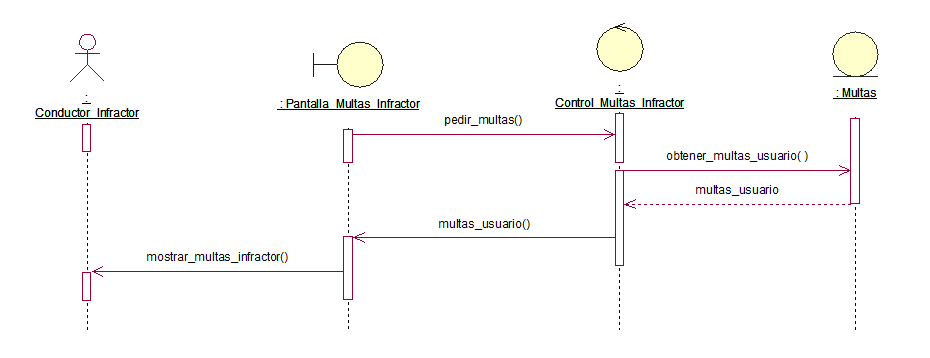 :
Conductor_Infractor
: Pantalla_Multas_Infractor
:
Control_Multas_Infractor
: Multas
pedir_multas()
obtener_multas_usuario( )
multas_usuario
multas_usuario()
mostrar_multas_infractor()